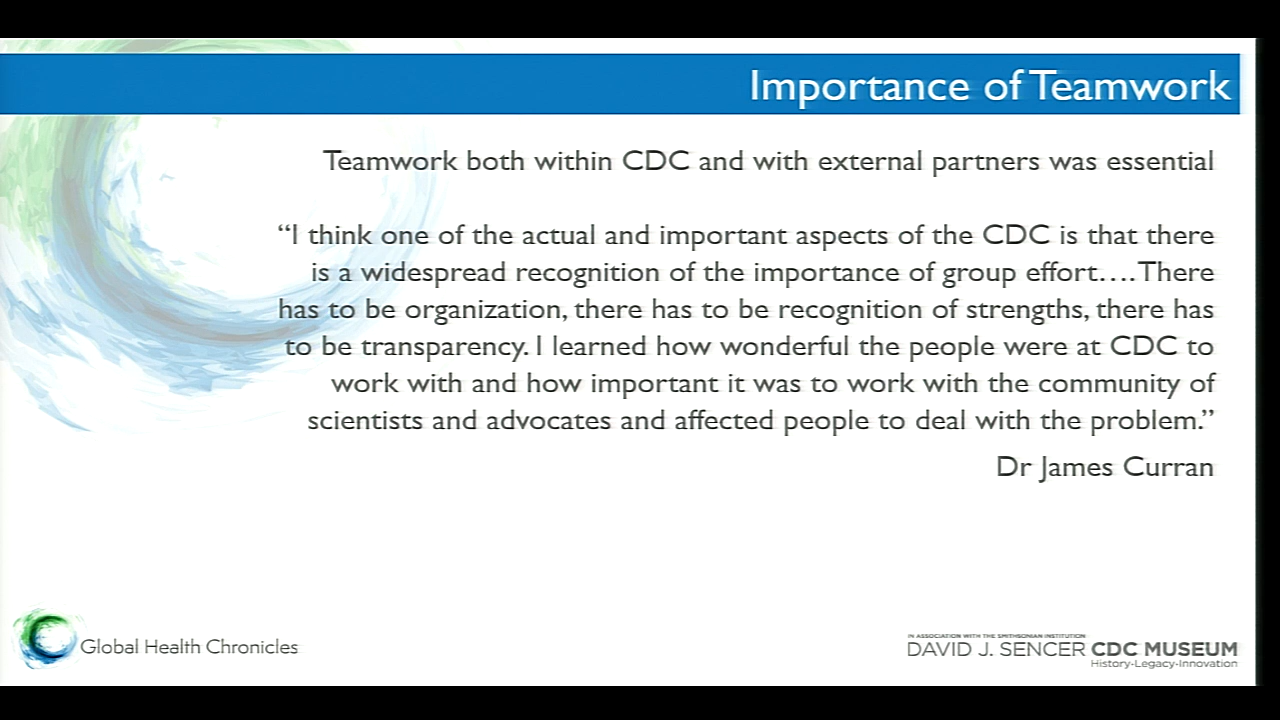 Importance of Teamwork
Teamwork both within CDC and with external partners was essential
“I think one of the actual and important aspects of the CDC is that there
is a widespread recognition of the importance of group effort….There
has to be organization, there has to be recognition of strengths, there has
to be transparency. I learned how wonderful the people were at CDC to
work with and how important it was to work with the community of
scientists and advocates and affected people to deal with the problem.”
Dr James Curran
Global Health Chronicles
IN ASSOCIATION WITH THE SMITHSONIAN INSTITUTION
DAVID J. SENCER CDC MUSEUM
History-Legacy-Innovation